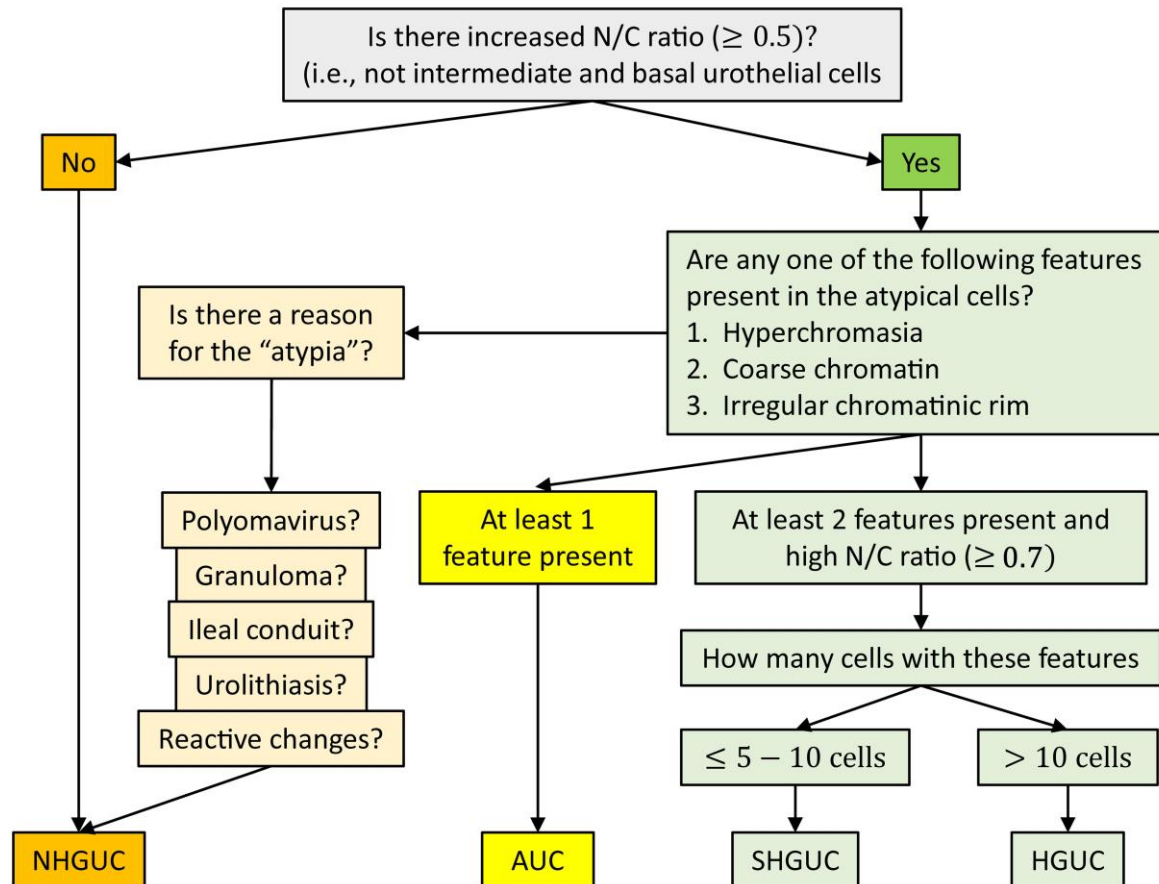 Is there increased N/C ratio (≥ 0.5)?
(i.e., not intermediate and basal urothelial cells
No
Yes
Are any one of the following features
present in the atypical cells?
1. Hyperchromasia
2. Coarse chromatin
3. Irregular chromatinic rim
Is there a reason
for the “atypia”?
Polyomavirus?
Granuloma?
Ileal conduit?
Urolithiasis?
Reactive changes?
At least 1
feature present
At least 2 features present and
high N/C ratio (≥ 0.7)
How many cells with these features
≤ 5 − 10 cells
> 10 cells
NHGUC
AUC
SHGUC
HGUC